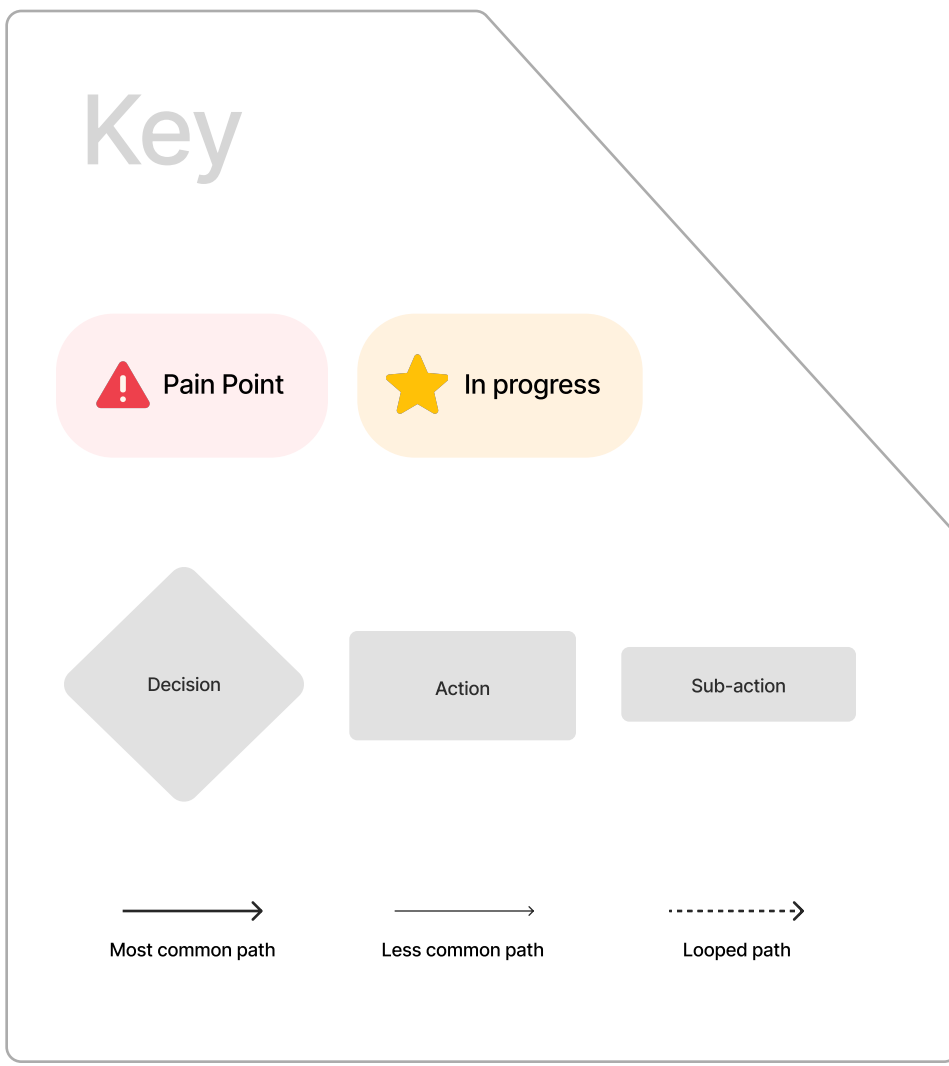 Key
Pain Point
In progress
Decision
Action
Sub-action
Most common path
Less common path
Looped path